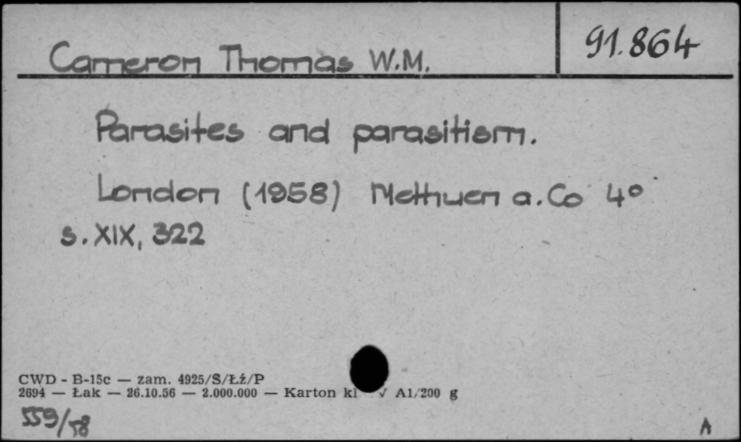 Cameron Thomas W.M.
91.864
Parasites and parasitism.
London (1958) Methuen a. Co 4°
s. XIX, 322
CWD - B-15c — zam. 4925/S/Łź/P
2694 — Łak — 26.10.56 — 2.000.000 — Karton kl V A1/200 g
559/58
A